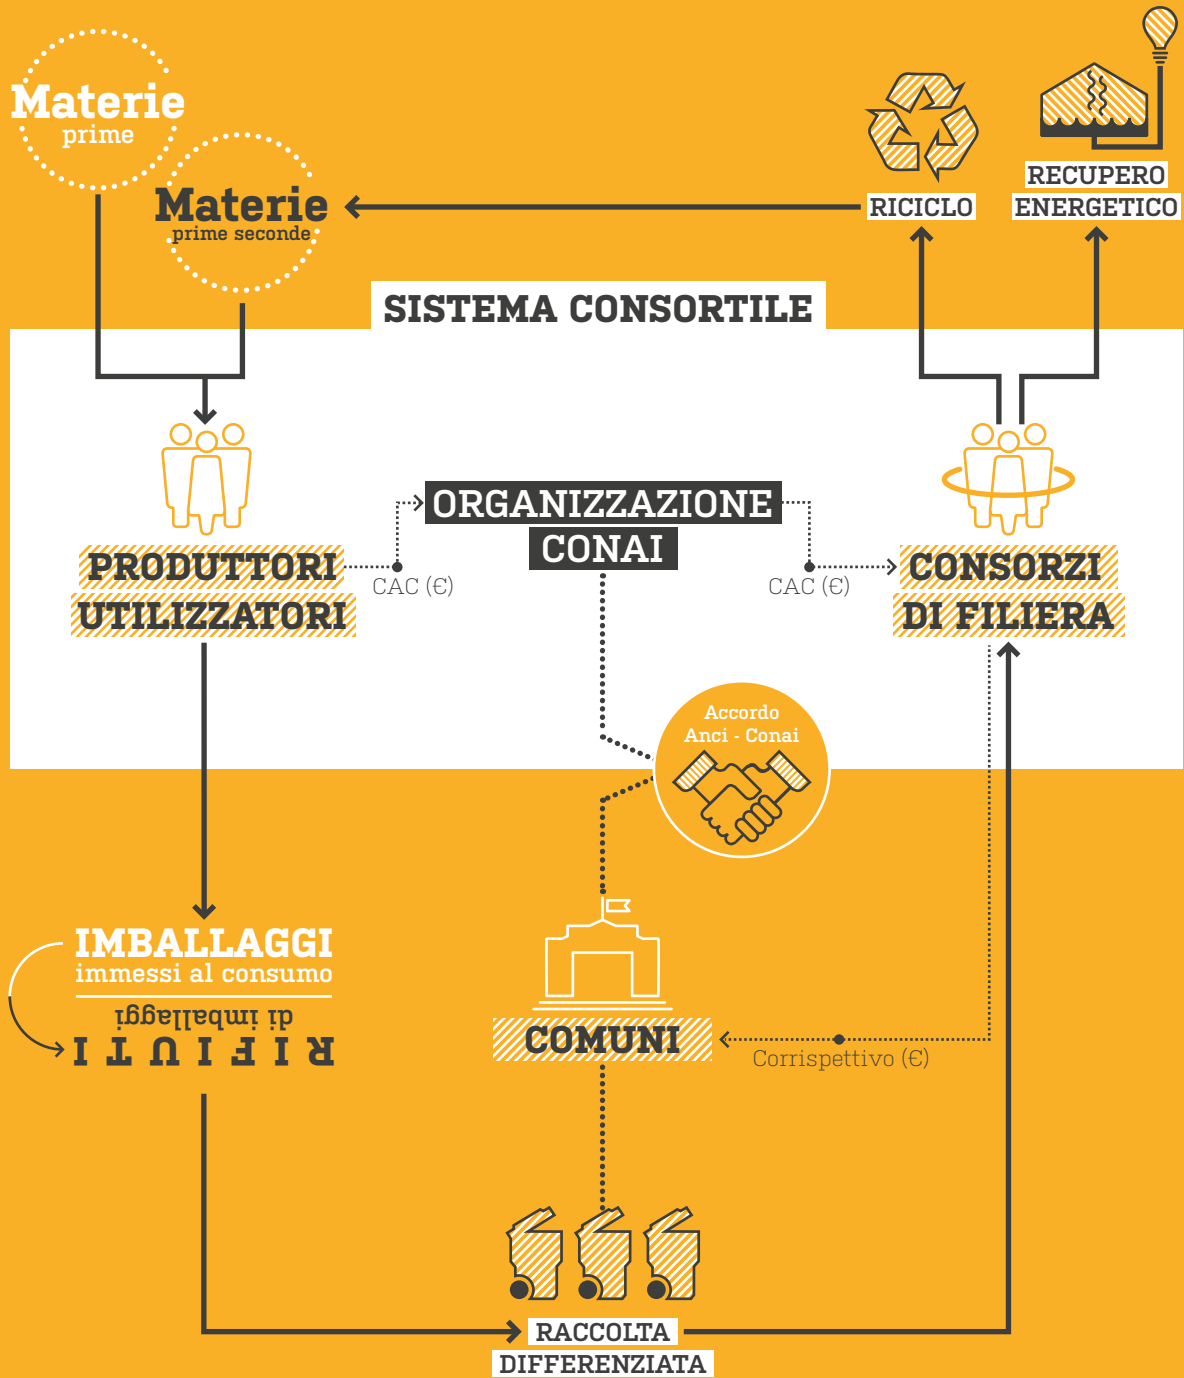 Materie
prime
Materie
prime seconde
RICICLO
RECUPERO
ENERGETICO
SISTEMA CONSORTILE
ORGANIZZAZIONE
CONAI
PRODUTTORI
UTILIZZATORI
CAC (€)
CAC (€)
CONSORZI
DI FILIERA
Accordo
Anci - Conai
IMBALLAGGI
immessi al consumo
di imballaggi
RIFIUTI
COMUNI
Corrispettivo (€)
RACCOLTA
DIFFERENZIATA